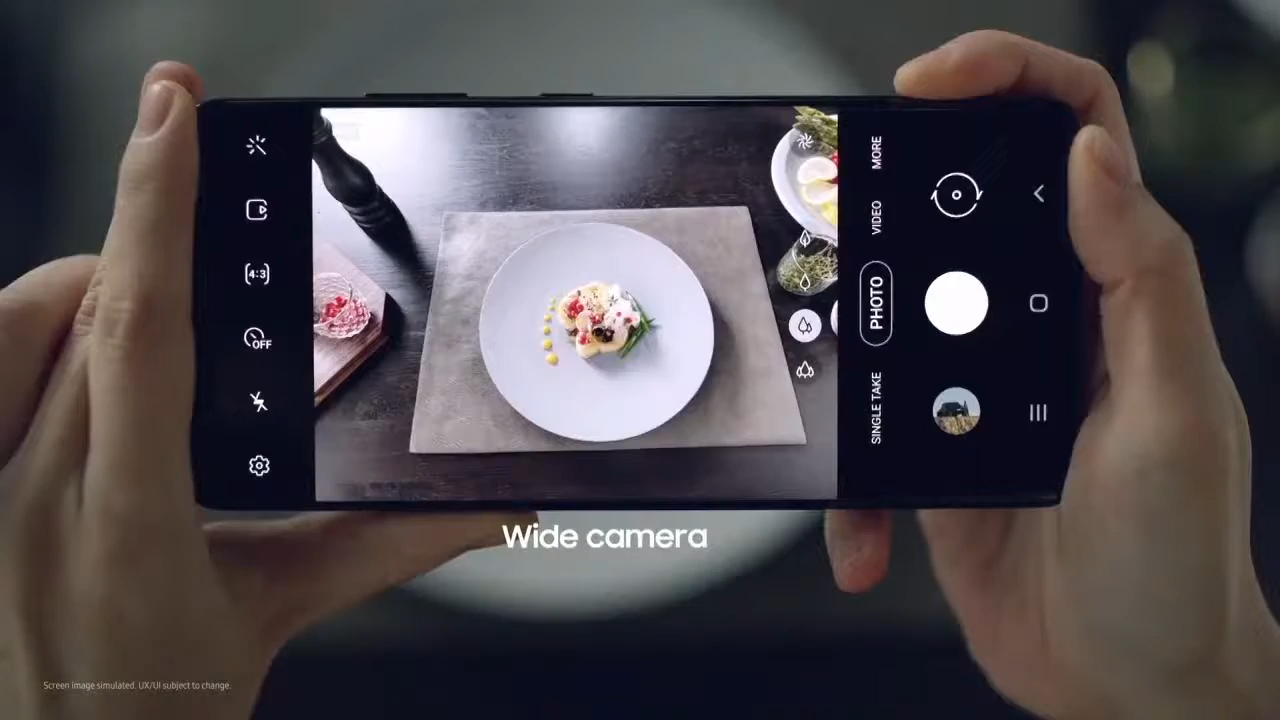 4:3
OFF
MORE
VIDEO
PHOTO
SINGLE TAKE
Wide camera
Screen image simulated. UX/UI subject to change.